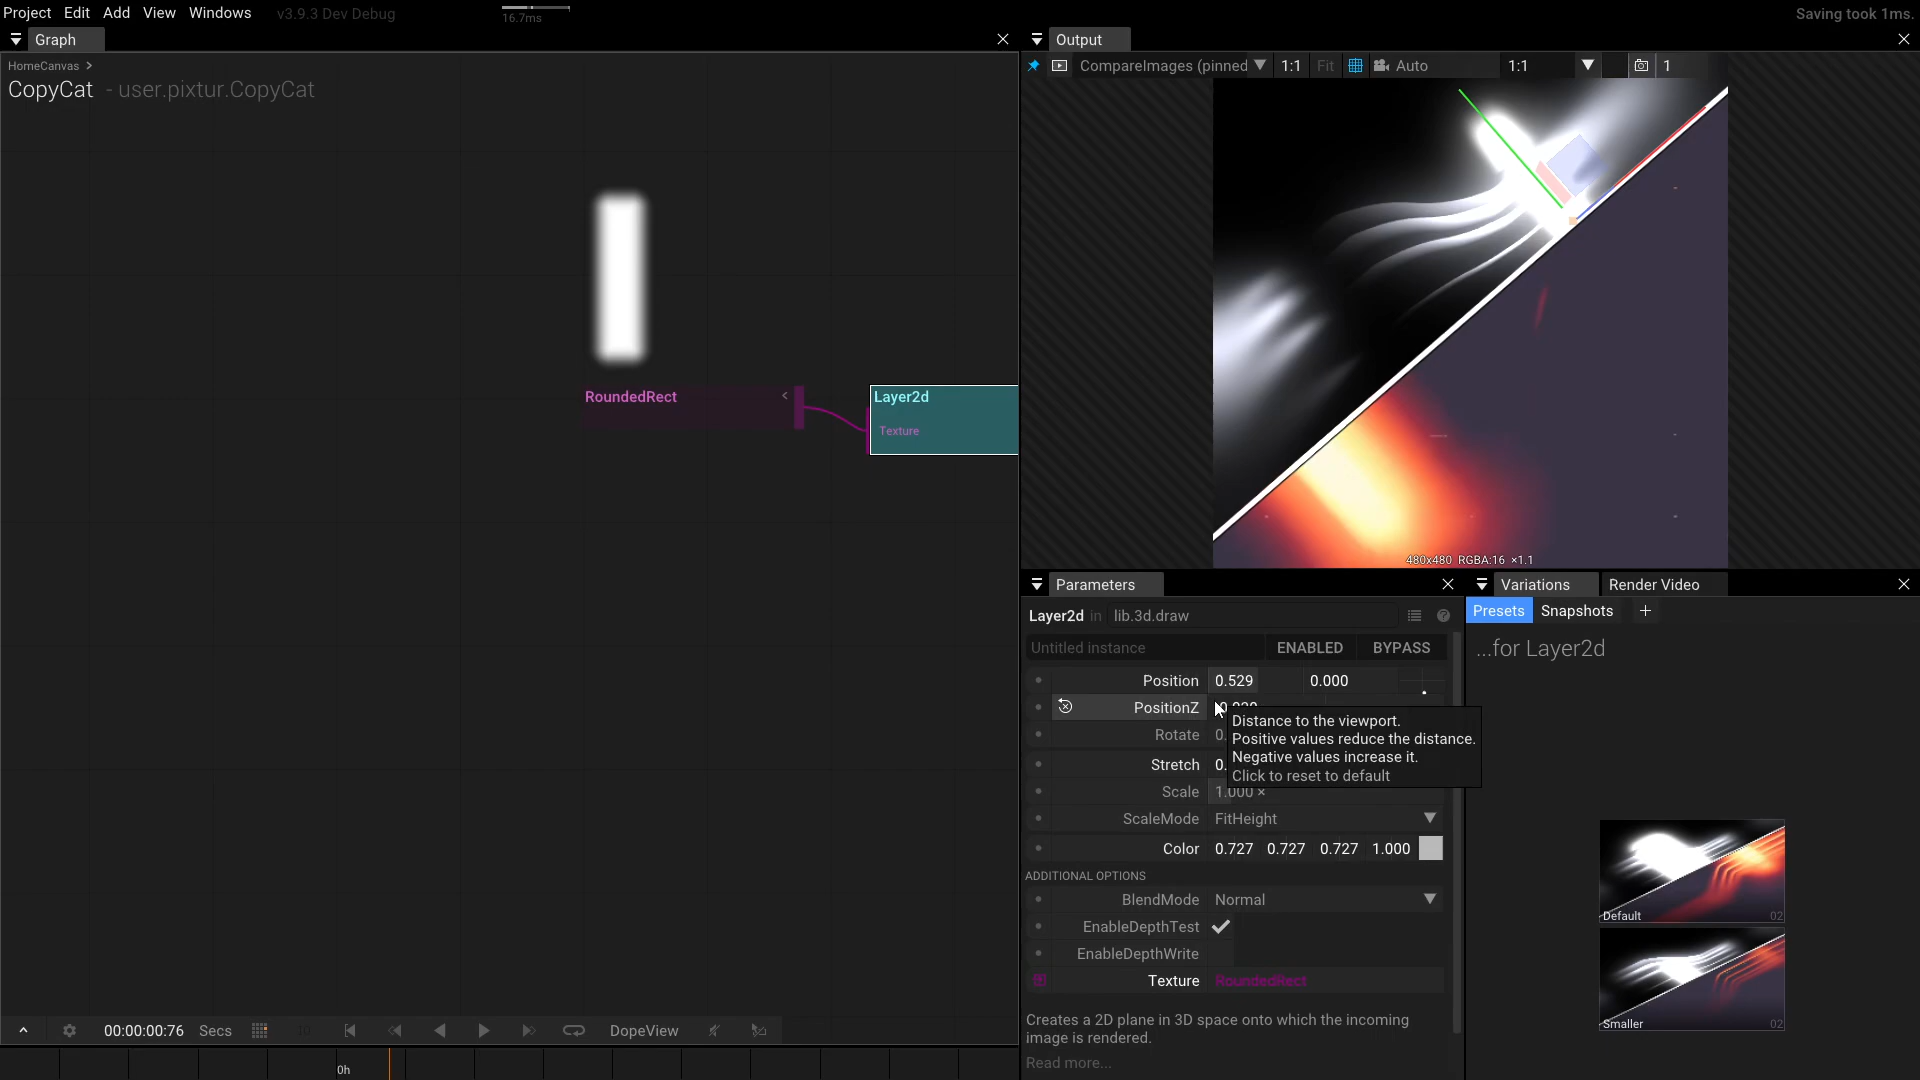 Project Edit Add View Windows v3.9.3 Dev Debug 16.7ms Saving took 1ms.
Graph
HomeCanvas >
CopyCat - user.pixtur.CopyCat
RoundedRect <
Layer2d
Texture
00:00:00:76 Secs 10 DopeView
0h
Output
CompareImages (pinned 1:1 Fit Auto 1:1 1
480x480 RGBA:16 ×1.1
Parameters
Layer2d in lib.3d.draw
Untitled instance ENABLED BYPASS
Position 0.529 0.000
PositionZ
Rotate 0.
Stretch 0.
Scale 1.000 ×
ScaleMode FitHeight
Color 0.727 0.727 0.727 1.000
Distance to the viewport.
Positive values reduce the distance.
Negative values increase it.
Click to reset to default
ADDITIONAL OPTIONS
BlendMode Normal
EnableDepthTest
EnableDepthWrite
Texture RoundedRect
Creates a 2D plane in 3D space onto which the incoming
image is rendered.
Read more...
Variations Render Video
Presets Snapshots +
...for Layer2d
Default 02
Smaller 02